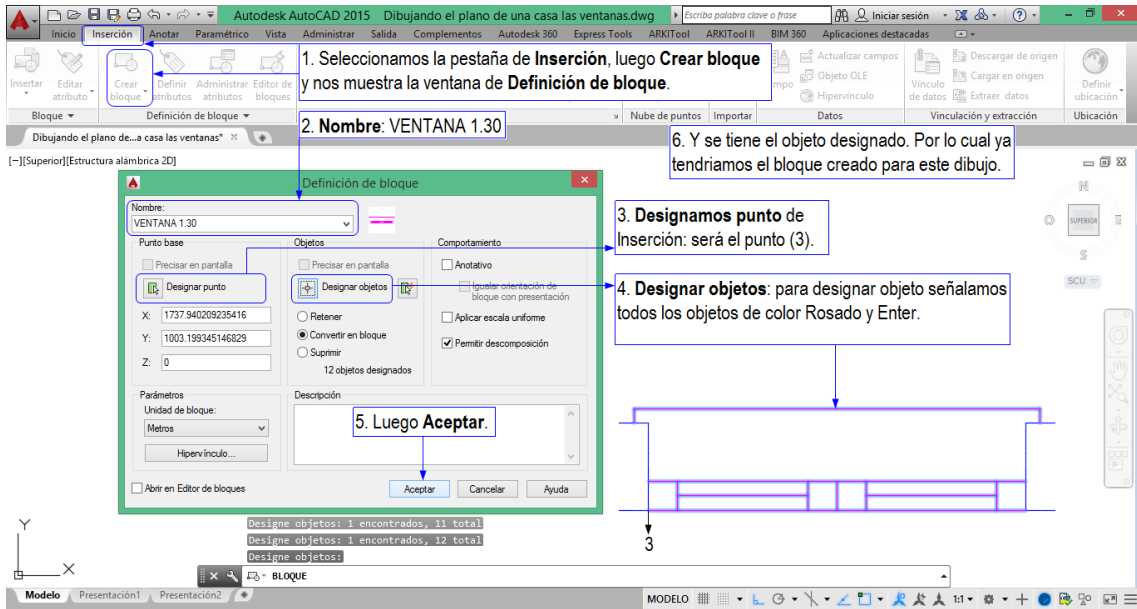 Autodesk AutoCAD 2015 Dibujando el plano de una casa las ventanas.dwg
Escriba palabra clave o frase
Iniciar sesión
Inicio Inserción Anotar Paramétrico Vista Administrar Salida Complementos Autodesk 360 Express Tools ARKITool ARKITool II BIM 360 Aplicaciones destacadas
Insertar
Editar atributo
Crear bloque
Definir atributos
Administrar atributos
Editor de bloques
1. Seleccionamos la pestaña de Inserción, luego Crear bloque
y nos muestra la ventana de Definición de bloque.
Actualizar campos
Objeto OLE
Hipervínculo
Vínculo de datos
Descargar de origen
Cargar en origen
Extraer datos
Definir ubicación
Bloque
Definición de bloque
Nube de puntos
Importar
Datos
Vinculación y extracción
Ubicación
2. Nombre: VENTANA 1.30
Dibujando el plano de...a casa las ventanas*
6. Y se tiene el objeto designado. Por lo cual ya
tendriamos el bloque creado para este dibujo.
[−][Superior][Estructura alámbrica 2D]
N
O
SUPERIOR
E
S
SCU
Definición de bloque
Nombre:
VENTANA 1.30
Punto base
Precisar en pantalla
Designar punto
X: 1737.940209235416
Y: 1003.199345146829
Z: 0
Objetos
Precisar en pantalla
Designar objetos
Retener
Convertir en bloque
Suprimir
12 objetos designados
Comportamiento
Anotativo
Igualar orientación de
bloque con presentación
Aplicar escala uniforme
Permitir descomposición
3. Designamos punto de
Inserción: será el punto (3).
4. Designar objetos: para designar objeto señalamos
todos los objetos de color Rosado y Enter.
Parámetros
Unidad de bloque:
Metros
Hipervínculo...
Descripción
5. Luego Aceptar.
Abrir en Editor de bloques
Aceptar
Cancelar
Ayuda
3
Y
X
Designe objetos: 1 encontrados, 11 total
Designe objetos: 1 encontrados, 12 total
Designe objetos:
BLOQUE
Modelo Presentación1 Presentación2
MODELO
1:1